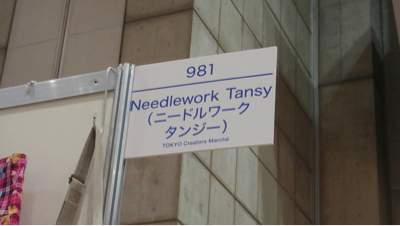 981
Needlework Tansy
(ニードルワーク
タンジー)
TOKYO Creators Marche